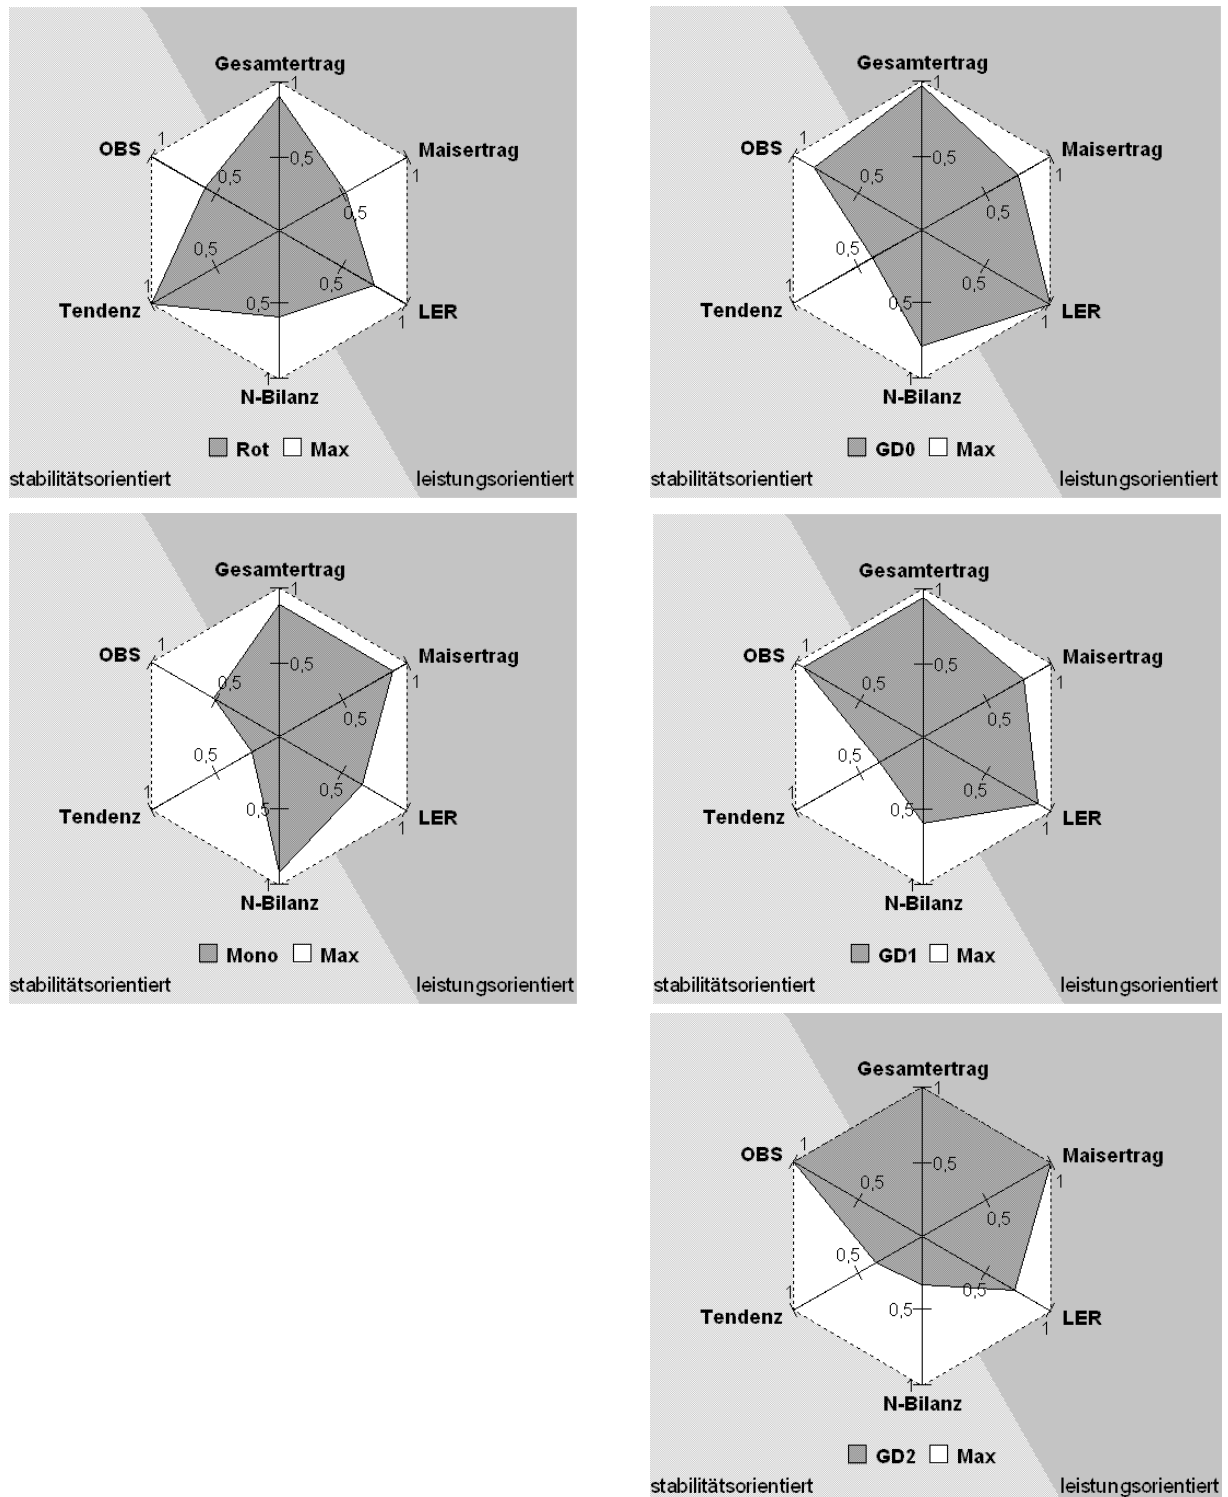 Gesamtertrag
1
OBS
1
Maisertrag
1
0,5
0,5
0,5
0,5
0,5
0,5
1
Tendenz
LER
1
1
N-Bilanz
Rot Max
stabilitätsorientiert leistungsorientiert
Gesamtertrag
1
OBS
1
Maisertrag
1
0,5
0,5
0,5
0,5
0,5
0,5
Tendenz
LER
1
1
1
N-Bilanz
GD0 Max
stabilitätsorientiert leistungsorientiert
Gesamtertrag
1
OBS
1
Maisertrag
1
0,5
0,5
0,5
0,5
0,5
0,5
1
Tendenz
LER
1
1
N-Bilanz
Mono Max
stabilitätsorientiert leistungsorientiert
Gesamtertrag
1
OBS
1
Maisertrag
1
0,5
0,5
0,5
0,5
0,5
0,5
1
Tendenz
LER
1
1
N-Bilanz
GD1 Max
stabilitätsorientiert leistungsorientiert
Gesamtertrag
1
OBS
1
Maisertrag
1
0,5
0,5
0,5
0,5
0,5
0,5
1
Tendenz
LER
1
1
N-Bilanz
GD2 Max
stabilitätsorientiert leistungsorientiert